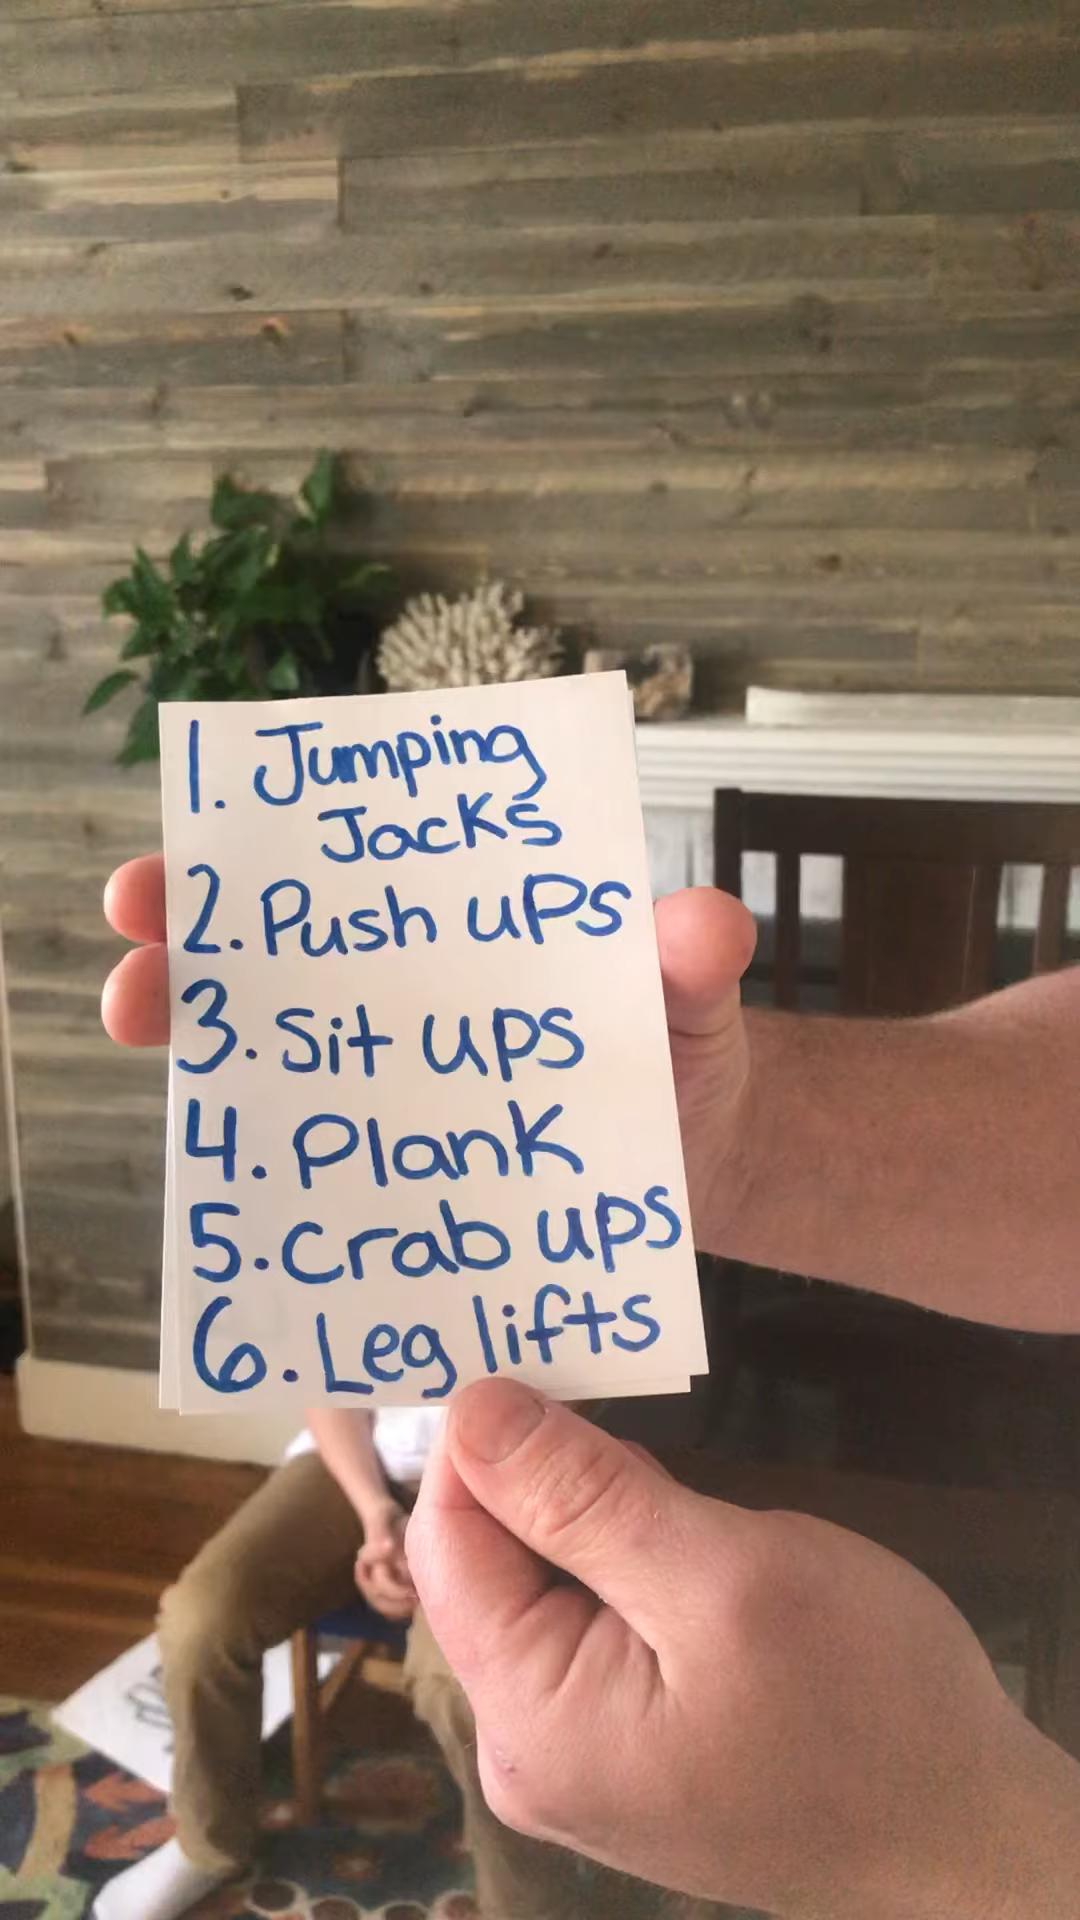 1. Jumping
Jacks
2. Push ups
3. Sit ups
4. Plank
5. Crab ups
6. Leg lifts